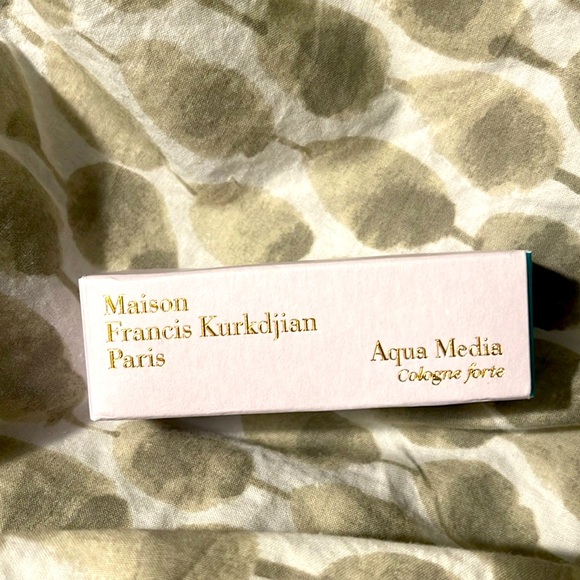 Maison
Francis Kurkdjian
Paris
Aqua Media
Cologne forte